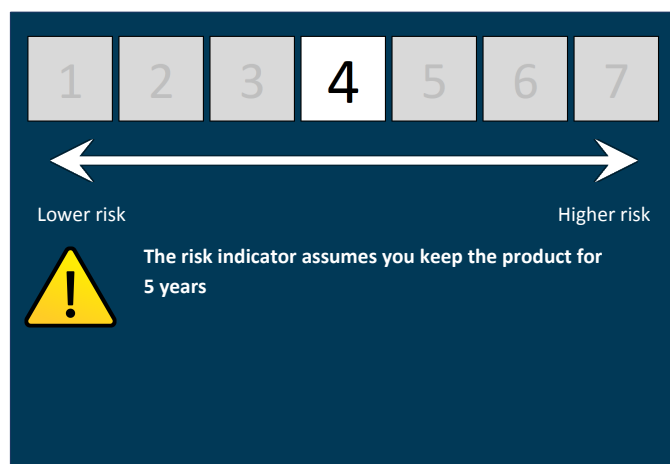 1 2 3 4 5 6 7
Lower risk Higher risk
The risk indicator assumes you keep the product for
5 years